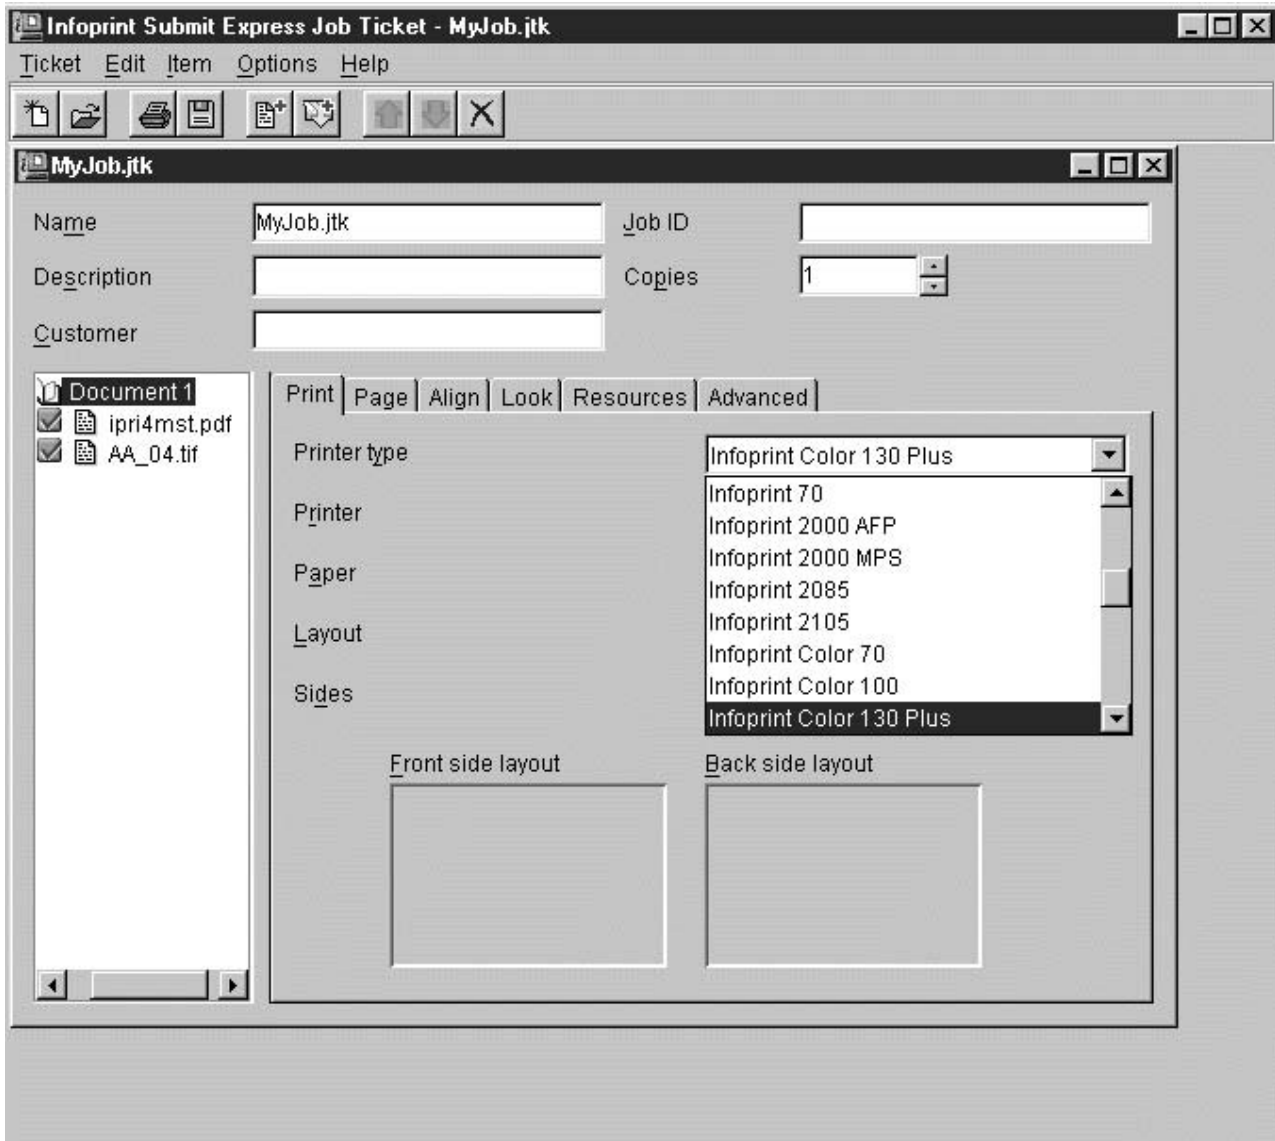 Infoprint Submit Express Job Ticket - MyJob.jtk
Ticket Edit Item Options Help
MyJob.jtk
Name MyJob.jtk Job ID
Description Copies 1
Customer
Document 1
ipri4mst.pdf
AA_04.tif
Print Page Align Look Resources Advanced
Printer type Infoprint Color 130 Plus
Infoprint 70
Printer
Infoprint 2000 AFP
Infoprint 2000 MPS
Paper
Infoprint 2085
Infoprint 2105
Layout
Infoprint Color 70
Infoprint Color 100
Sides
Infoprint Color 130 Plus
Front side layout Back side layout